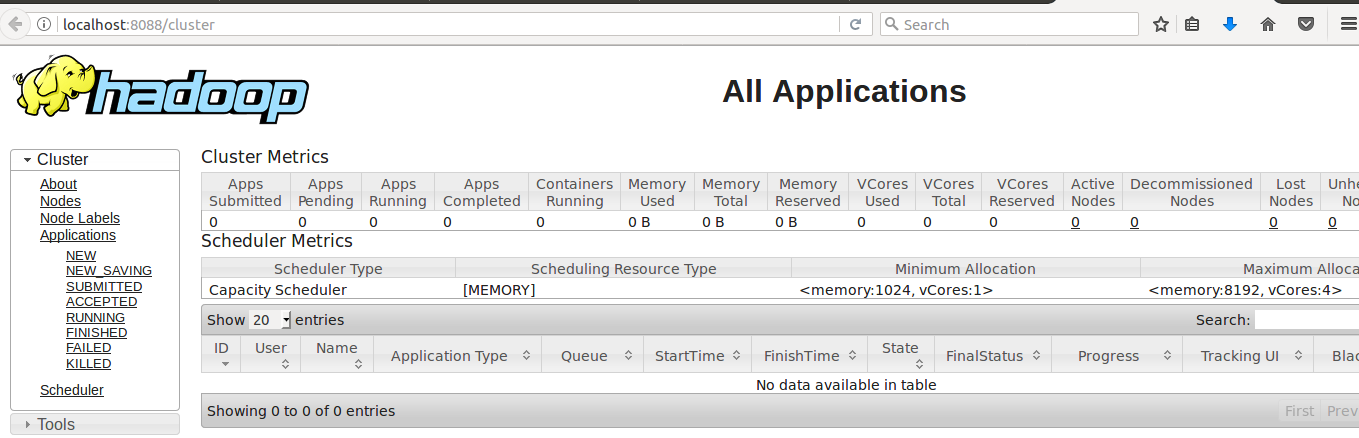 localhost:8088/cluster Search
hadoop All Applications
Cluster
About
Nodes
Node Labels
Applications
NEW
NEW_SAVING
SUBMITTED
ACCEPTED
RUNNING
FINISHED
FAILED
KILLED
Scheduler
Tools
Cluster Metrics
Apps Submitted Apps Pending Apps Running Apps Completed Containers Running Memory Used Memory Total Memory Reserved VCores Used VCores Total VCores Reserved Active Nodes Decommissioned Nodes Lost Nodes Unhe No
0 0 0 0 0 0 B 0 B 0 B 0 0 0 0 0 0 0
Scheduler Metrics
Scheduler Type Scheduling Resource Type Minimum Allocation Maximum Alloca
Capacity Scheduler [MEMORY] <memory:1024, vCores:1> <memory:8192, vCores:4>
Show 20 entries Search:
ID User Name Application Type Queue StartTime FinishTime State FinalStatus Progress Tracking UI Blac
No data available in table
Showing 0 to 0 of 0 entries First Prev